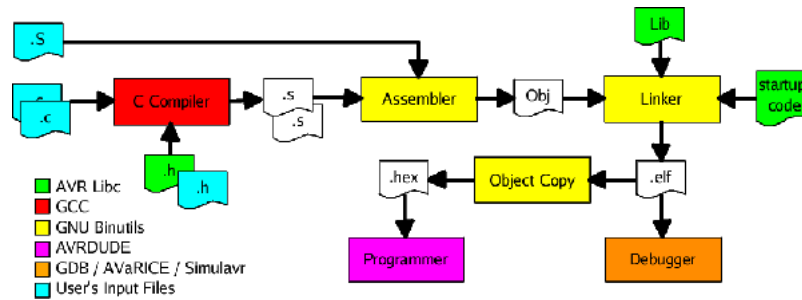 .S
Lib
C Compiler
.s
.s
Assembler
Obj
Linker
startup
code
.c
.h
.h
AVR Libc
GCC
GNU Binutils
AVRDUDE
GDB / AVaRICE / Simulavr
User's Input Files
.hex
Object Copy
.elf
Programmer
Debugger